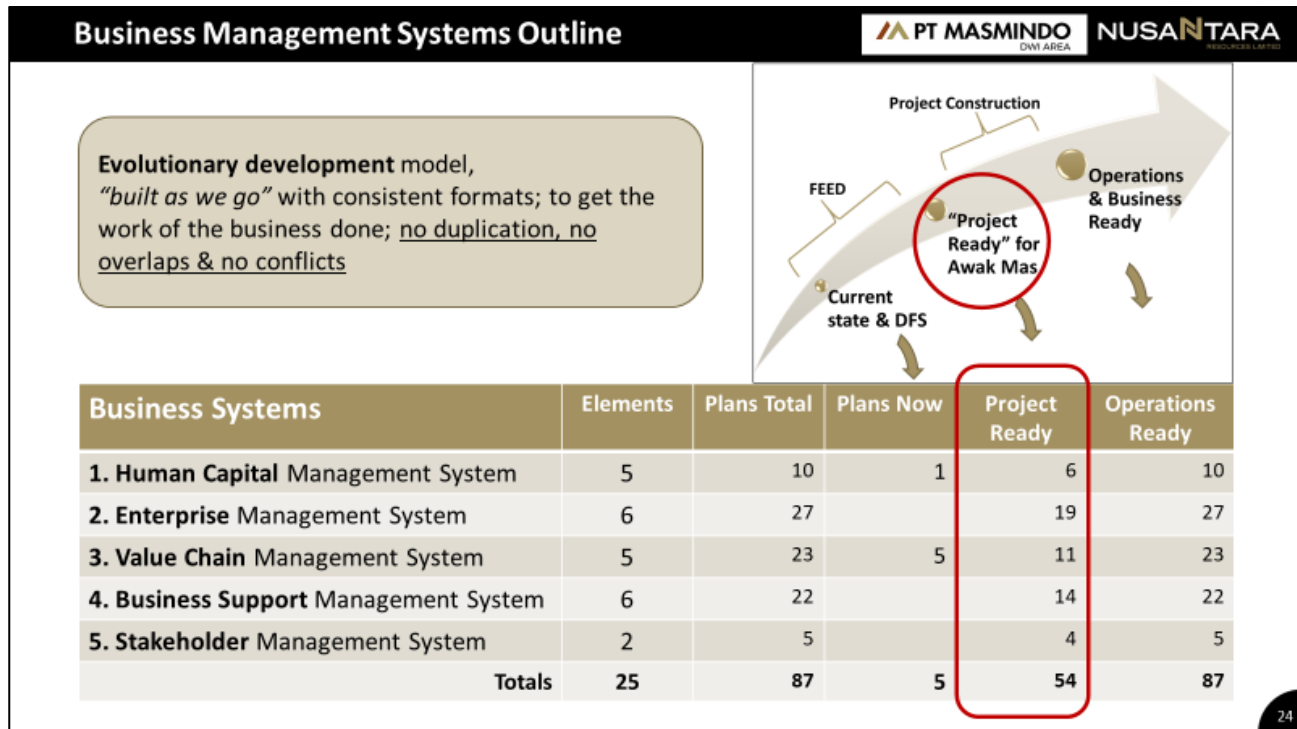 Business Management Systems Outline
PT MASMINDO
DWI AREA
NUSANTARA
RESOURCES LIMITED
Evolutionary development model,
"built as we go" with consistent formats; to get the
work of the business done; no duplication, no
overlaps & no conflicts
Project Construction
FEED
Operations
& Business
Ready
"Project
Ready" for
Awak Mas
Current
state & DFS
Business Systems Elements Plans Total Plans Now Project Ready Operations Ready
1. Human Capital Management System 5 10 1 6 10
2. Enterprise Management System 6 27 19 27
3. Value Chain Management System 5 23 5 11 23
4. Business Support Management System 6 22 14 22
5. Stakeholder Management System 2 5 4 5
Totals 25 87 5 54 87
24